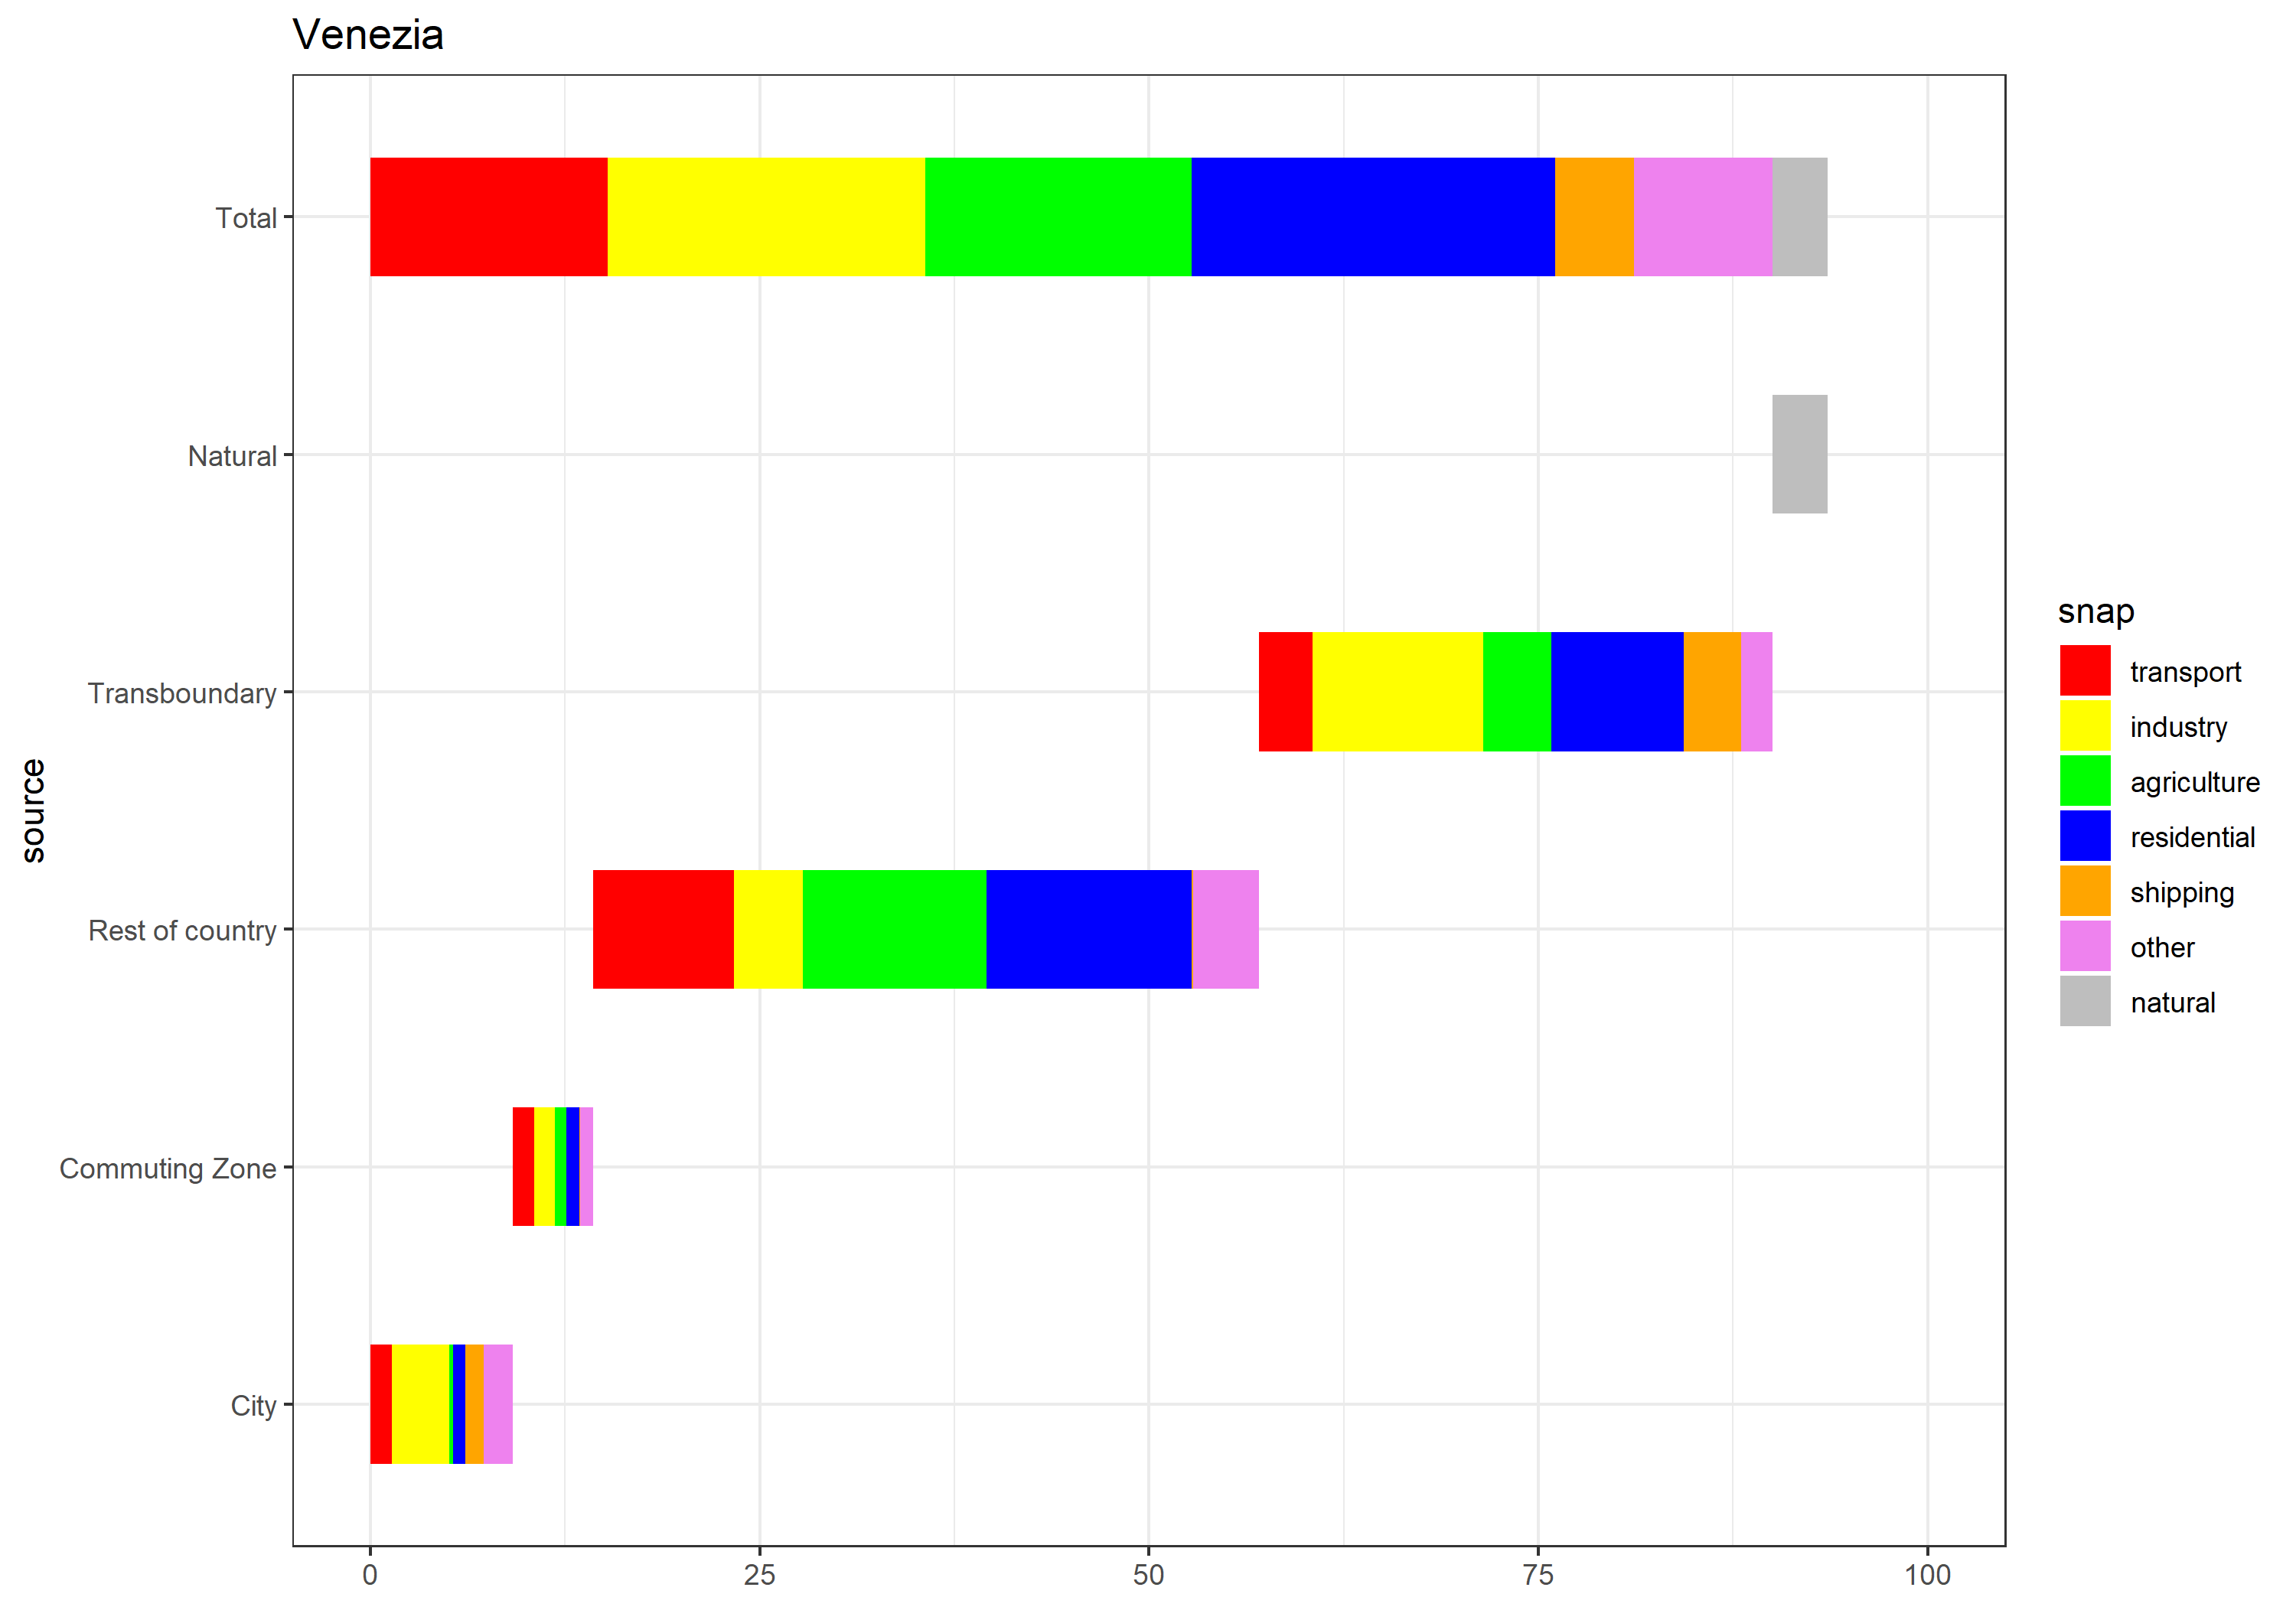 Venezia
Total
Natural
Transboundary
Rest of country
Commuting Zone
City
source
0 25 50 75 100
snap
transport
industry
agriculture
residential
shipping
other
natural